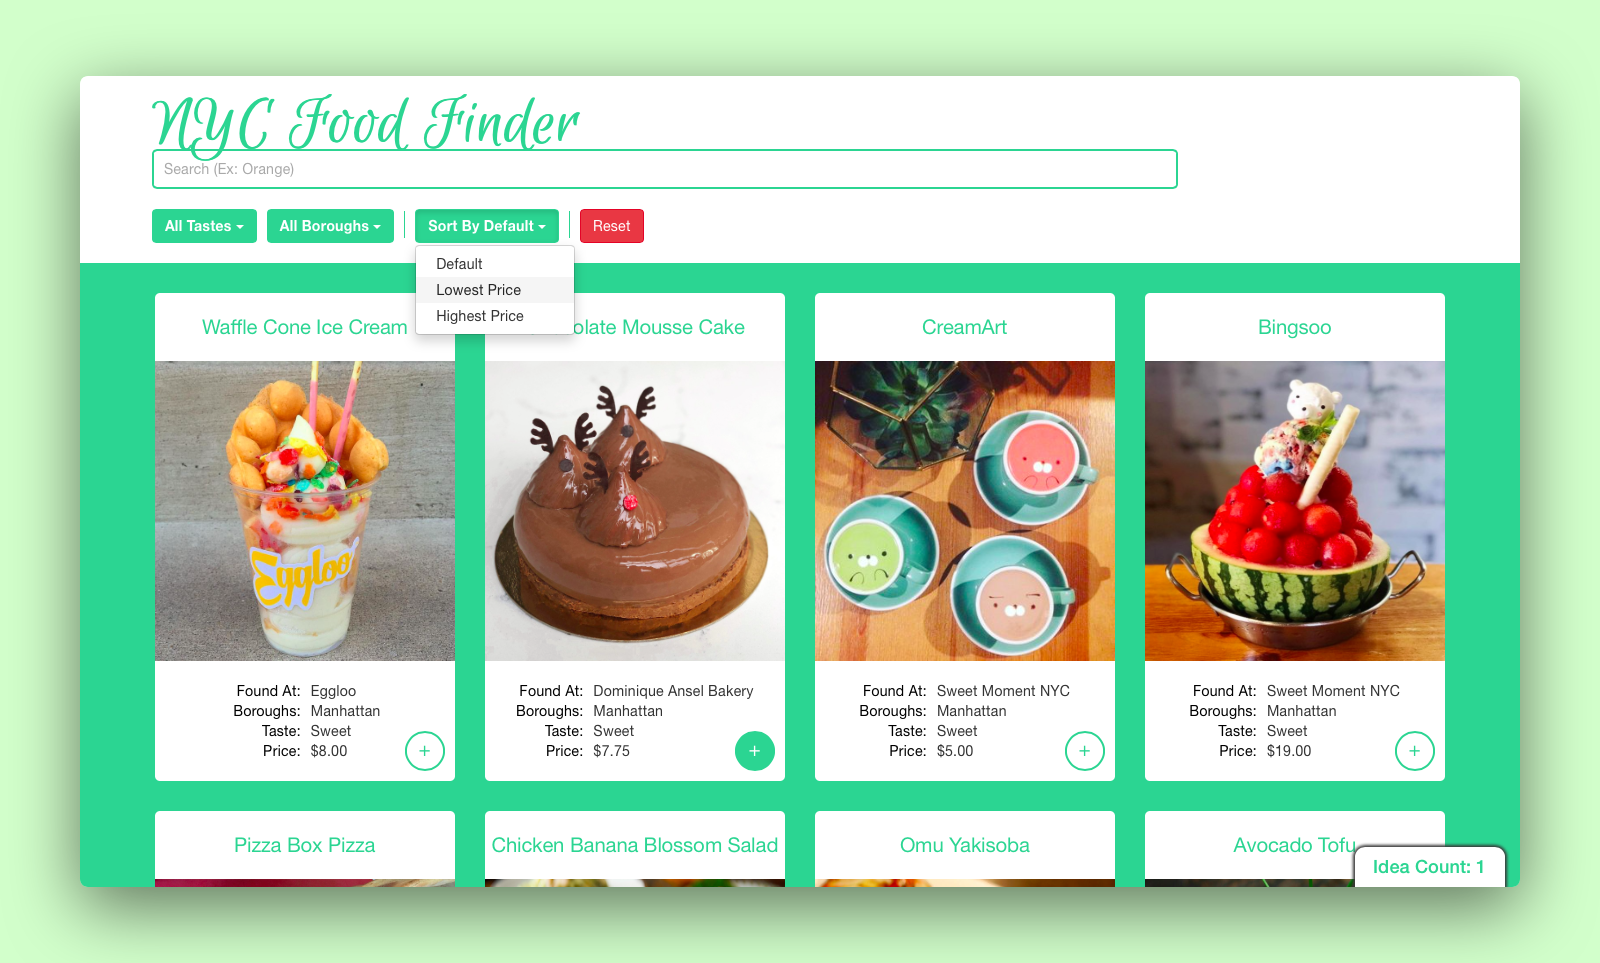 NYC Food Finder
Search (Ex: Orange)
All Tastes
All Boroughs
Sort By Default
Reset
Default
Lowest Price
Highest Price
Waffle Cone Ice Cream
olate Mousse Cake
CreamArt
Bingsoo
Eggloo
Found At: Eggloo
Boroughs: Manhattan
Taste: Sweet
Price: $8.00
+
Found At: Dominique Ansel Bakery
Boroughs: Manhattan
Taste: Sweet
Price: $7.75
+
Found At: Sweet Moment NYC
Boroughs: Manhattan
Taste: Sweet
Price: $5.00
+
Found At: Sweet Moment NYC
Boroughs: Manhattan
Taste: Sweet
Price: $19.00
+
Pizza Box Pizza
Chicken Banana Blossom Salad
Omu Yakisoba
Avocado Tofu
Idea Count: 1